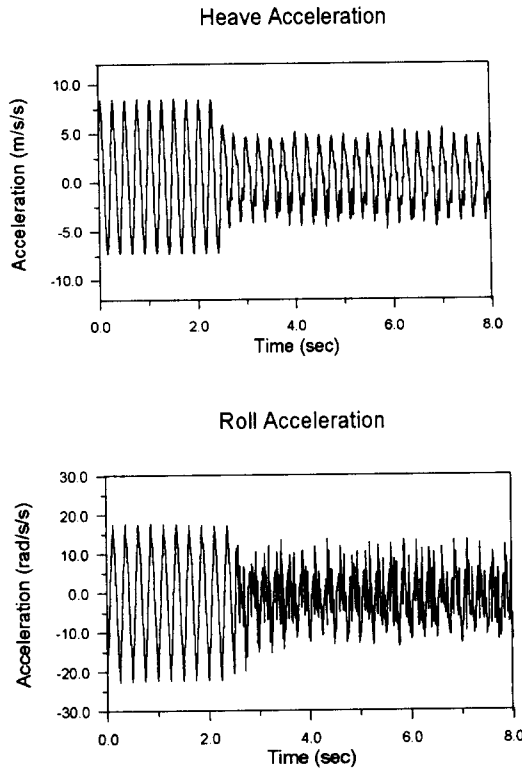 Heave Acceleration
Acceleration (m/s/s)
10.0
5.0
0.0
-5.0
-10.0
0.0 2.0 4.0 6.0 8.0
Time (sec)
Roll Acceleration
Acceleration (rad/s/s)
30.0
20.0
10.0
0.0
-10.0
-20.0
-30.0
0.0 2.0 4.0 6.0 8.0
Time (sec)